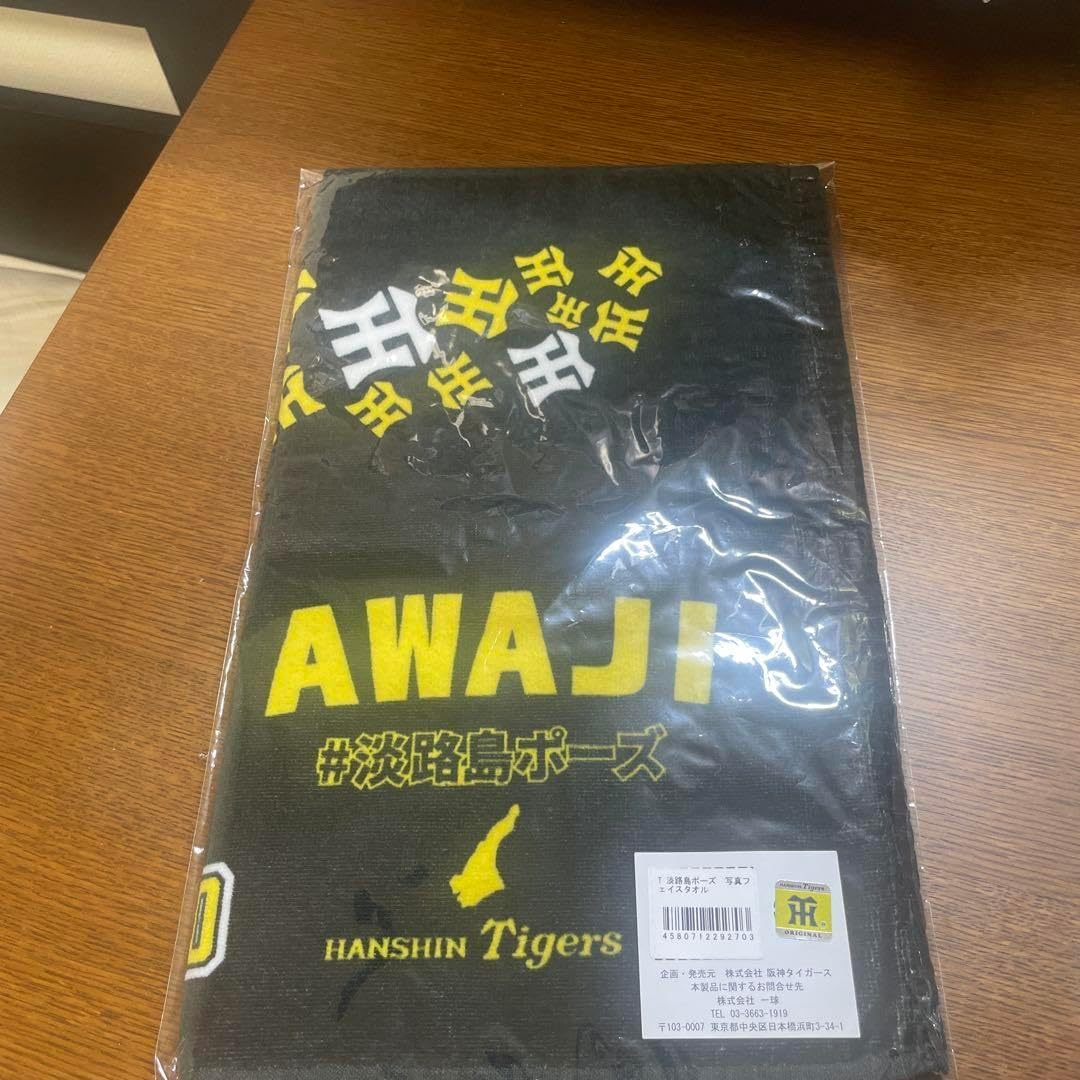 AWAJI
#淡路島ポーズ
HANSHIN Tigers
T 淡路島ポーズ 写真フ
ェイスタオル
4580712292703
HANSHIN Tigers
ORIGINAL
企画・発売元 株式会社 阪神タイガース
本製品に関するお問合せ先
株式会社 一球
TEL 03-3663-1919
〒103-0007 東京都中央区日本橋浜町3-34-1